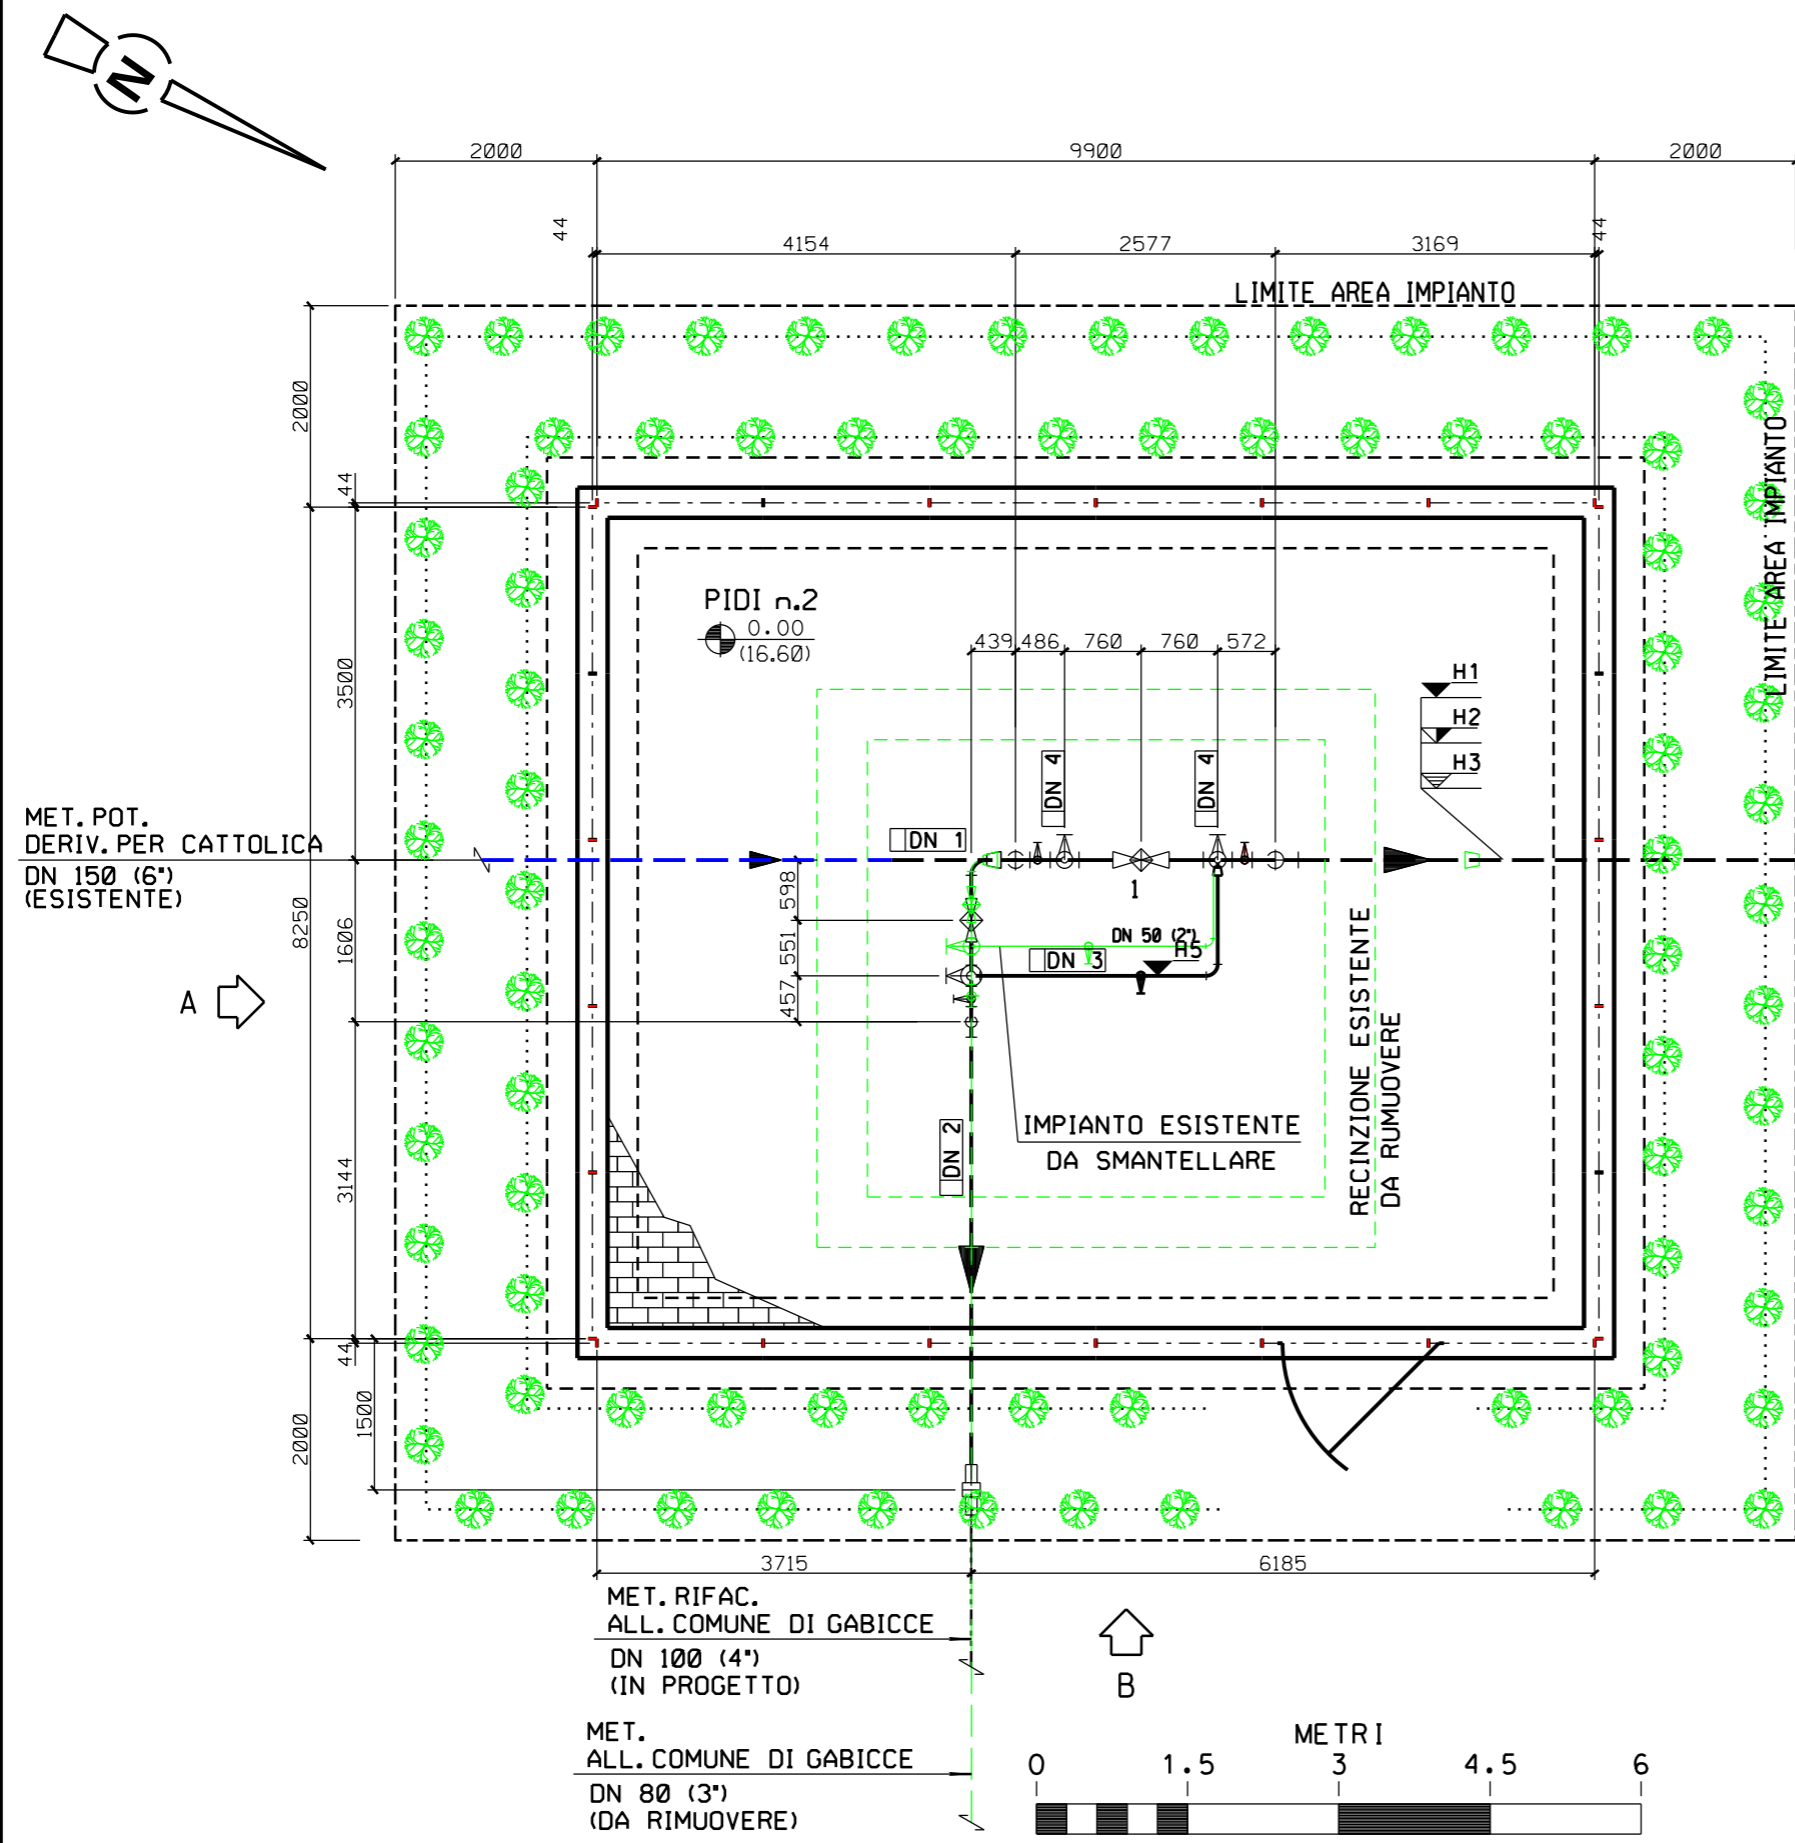 N
2000
9900
2000
44
4154
2577
3169
44
LIMITE AREA IMPIANTO
2000
44
PIDI n.2
0.00
(16.60)
439
486
760
760
572
3500
H1
H2
H3
LIMITE AREA IMPIANTO
DN 4
DN 4
MET.POT.
DERIV.PER CATTOLICA
DN 150 (6")
(ESISTENTE)
DN 1
1
598
8250
1606
551
DN 50 (2")
H5
DN 3
457
A
RECINZIONE ESISTENTE
DA RUMUOVERE
IMPIANTO ESISTENTE
DA SMANTELLARE
DN 2
3144
44
1500
2000
3715
6185
MET.RIFAC.
ALL.COMUNE DI GABICCE
DN 100 (4")
(IN PROGETTO)
B
MET.
ALL.COMUNE DI GABICCE
DN 80 (3")
(DA RIMUOVERE)
METRI
0 1.5 3 4.5 6